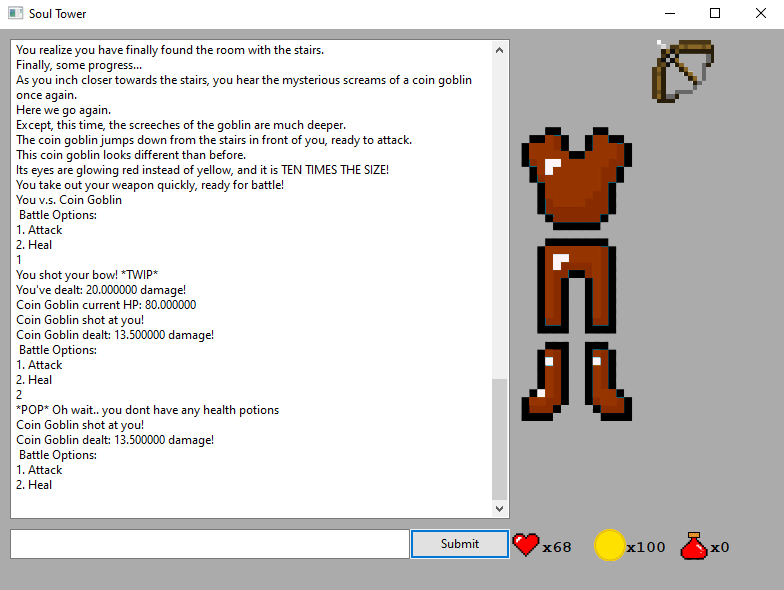 Soul Tower
You realize you have finally found the room with the stairs.
Finally, some progress...
As you inch closer towards the stairs, you hear the mysterious screams of a coin goblin
once again.
Here we go again.
Except, this time, the screeches of the goblin are much deeper.
The coin goblin jumps down from the stairs in front of you, ready to attack.
This coin goblin looks different than before.
Its eyes are glowing red instead of yellow, and it is TEN TIMES THE SIZE!
You take out your weapon quickly, ready for battle!
You v.s. Coin Goblin
Battle Options:
1. Attack
2. Heal
1
You shot your bow! *TWIP*
You've dealt: 20.000000 damage!
Coin Goblin current HP: 80.000000
Coin Goblin shot at you!
Coin Goblin dealt: 13.500000 damage!
Battle Options:
1. Attack
2. Heal
2
*POP* Oh wait.. you dont have any health potions
Coin Goblin shot at you!
Coin Goblin dealt: 13.500000 damage!
Battle Options:
1. Attack
2. Heal
Submit
x68
x100
x0